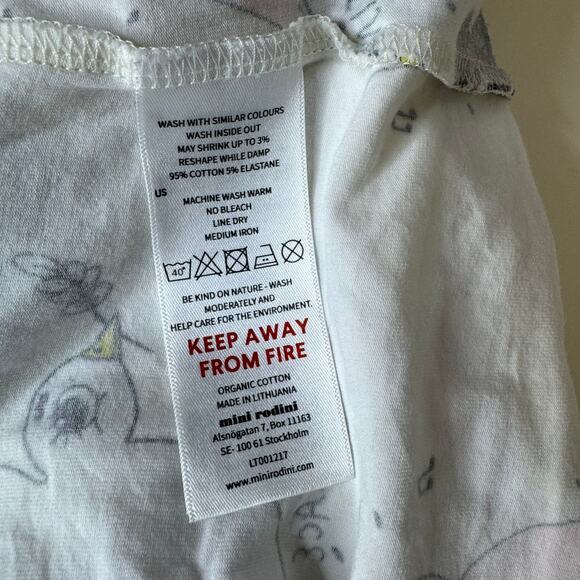 WASH WITH SIMILAR COLOURS
WASH INSIDE OUT
MAY SHRINK UP TO 3%
RESHAPE WHILE DAMP
95% COTTON 5% ELASTANE
US
MACHINE WASH WARM
NO BLEACH
LINE DRY
MEDIUM IRON
40°
BE KIND ON NATURE - WASH
MODERATELY AND
HELP CARE FOR THE ENVIRONMENT.
KEEP AWAY
FROM FIRE
ORGANIC COTTON
MADE IN LITHUANIA
mini rodini
Alsnögatan 7, Box 11163
SE- 100 61 Stockholm
LT001217
www.minirodini.com